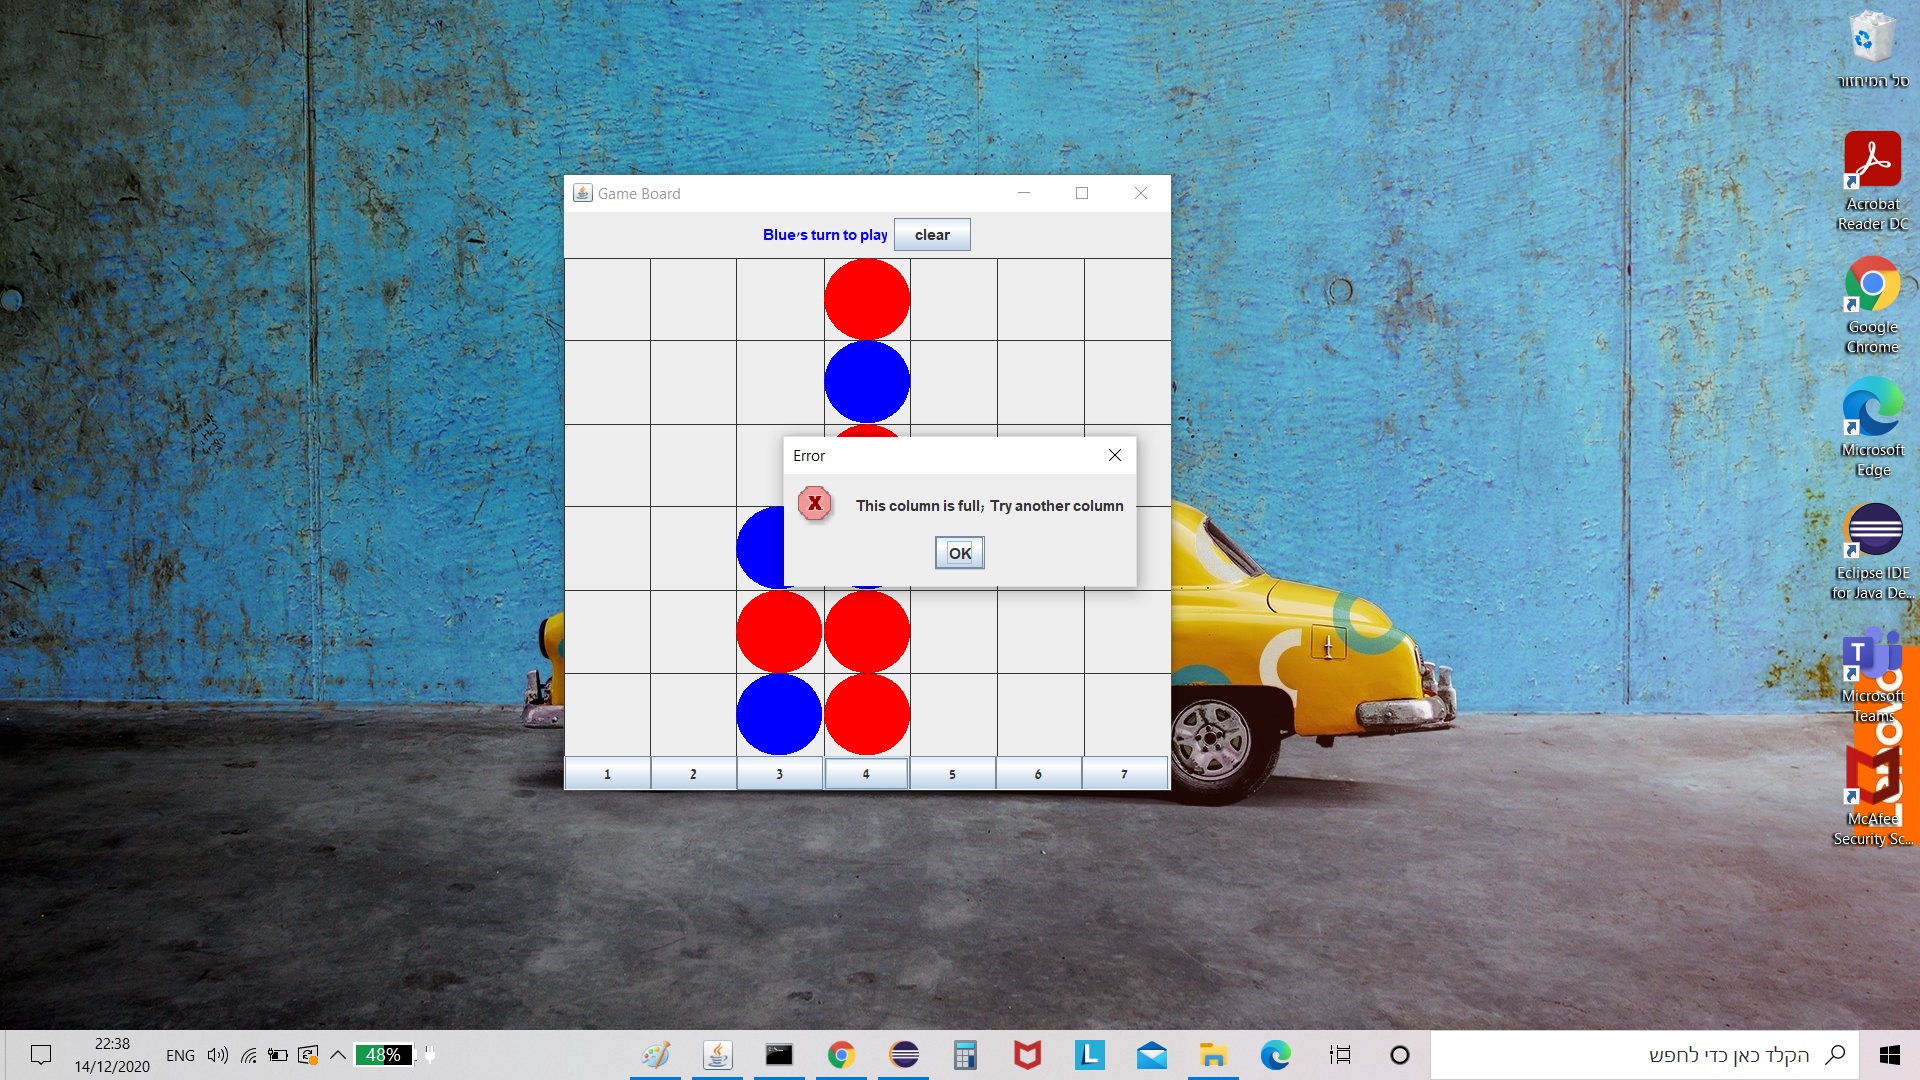 Game Board
Blue's turn to play
clear
Error
X
This column is full, Try another column
OK
1 2 3 4 5 6 7
סל המיחזור
Acrobat
Reader DC
Google
Chrome
Microsoft
Edge
Eclipse IDE
for Java De...
Microsoft
Teams
McAfee
Security Sc...
22:38
14/12/2020
ENG
48%
הקלד כאן כדי לחפש